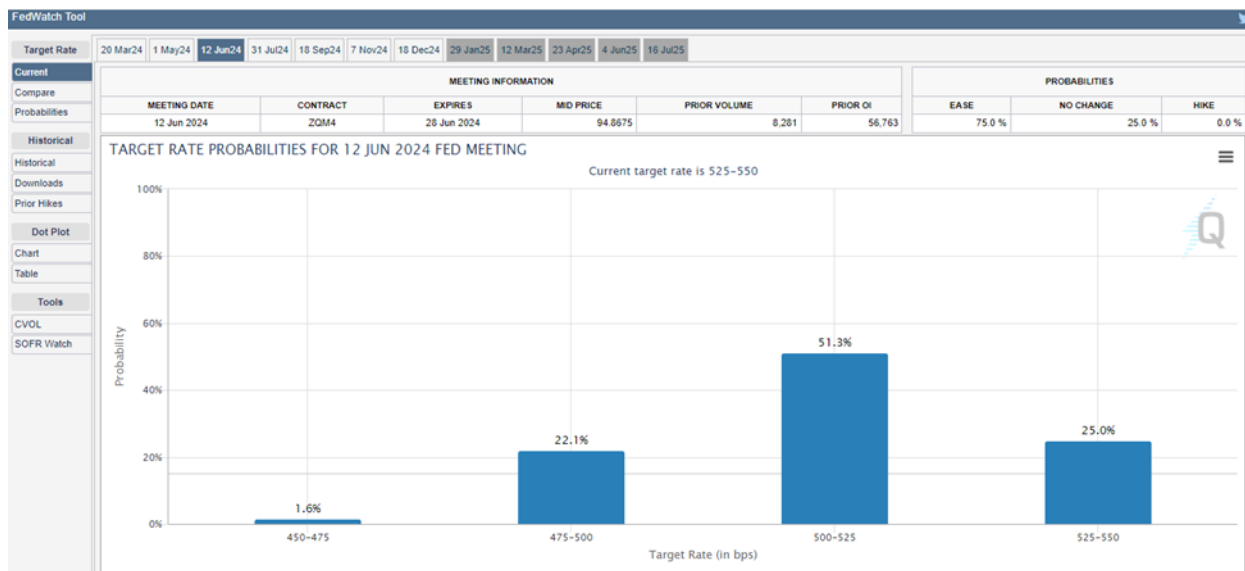 FedWatch Tool
Target Rate
Current
Compare
Probabilities
Historical
Historical
Downloads
Prior Hikes
Dot Plot
Chart
Table
Tools
CVOL
SOFR Watch
20 Mar24 1 May24 12 Jun24 31 Jul24 18 Sep24 7 Nov24 18 Dec24 29 Jan25 12 Mar25 23 Apr25 4 Jun25 16 Jul25
MEETING INFORMATION
MEETING DATE CONTRACT EXPIRES MID PRICE PRIOR VOLUME PRIOR OI
12 Jun 2024 ZQM4 28 Jun 2024 94.8675 8,281 56,763
PROBABILITIES
EASE NO CHANGE HIKE
75.0 % 25.0 % 0.0 %
TARGET RATE PROBABILITIES FOR 12 JUN 2024 FED MEETING
Current target rate is 525-550
Q
Probability
100%
80%
60%
40%
20%
0%
1.6%
22.1%
51.3%
25.0%
450-475 475-500 500-525 525-550
Target Rate (in bps)